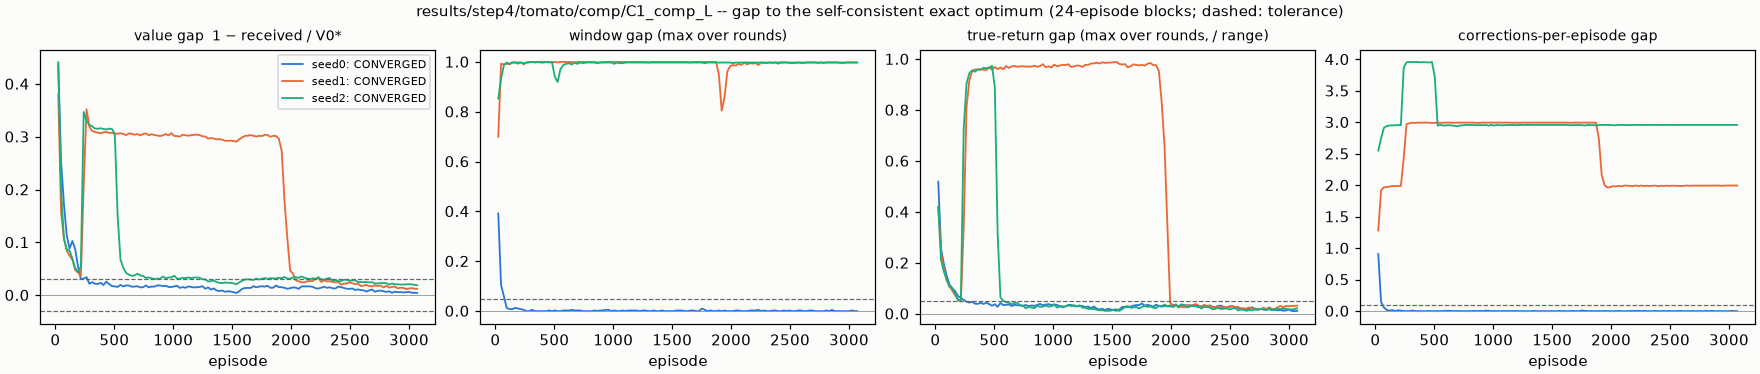 results/step4/tomato/comp/C1_comp_L -- gap to the self-consistent exact optimum (24-episode blocks; dashed: tolerance)
value gap  1 − received / V0*
0.4
0.3
0.2
0.1
0.0
seed0: CONVERGED
seed1: CONVERGED
seed2: CONVERGED
0 500 1000 1500 2000 2500 3000
episode
window gap (max over rounds)
1.0
0.8
0.6
0.4
0.2
0.0
0 500 1000 1500 2000 2500 3000
episode
true-return gap (max over rounds, / range)
1.0
0.8
0.6
0.4
0.2
0.0
0 500 1000 1500 2000 2500 3000
episode
corrections-per-episode gap
4.0
3.5
3.0
2.5
2.0
1.5
1.0
0.5
0.0
0 500 1000 1500 2000 2500 3000
episode